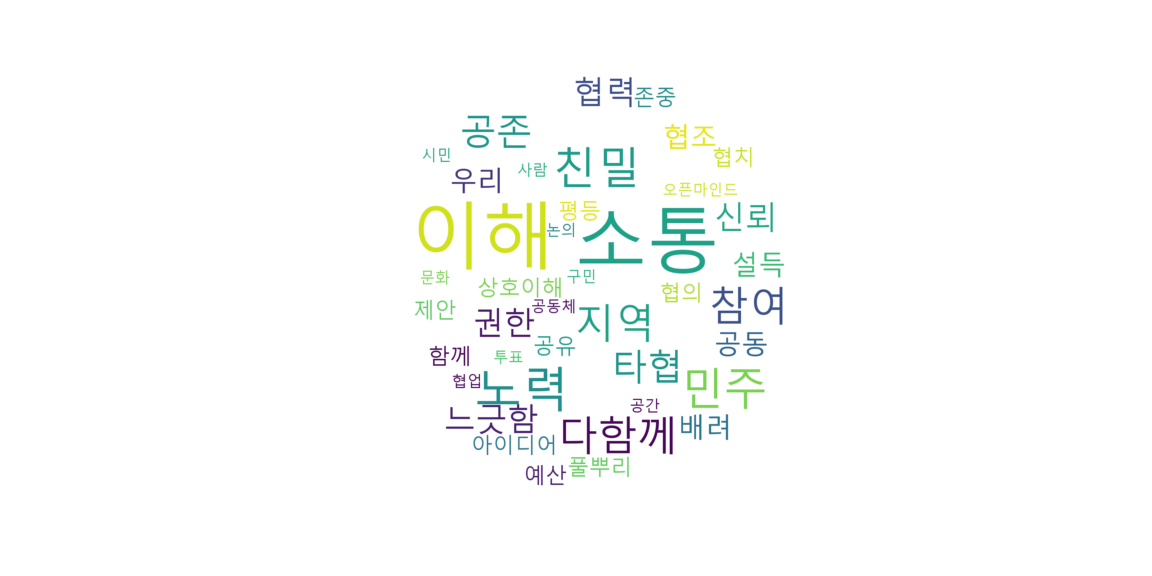 협력 존중
공존 협조
시민 사람 친밀 협치
우리 오픈마인드
이해 평등 소통 신뢰
논의
설득
문화 상호이해 구민 협의
제안 권한 공동체 지역 참여
함께 투표 공유 타협 공동
협업 노력 민주
느긋함 다함께 공간 배려
아이디어
예산 풀뿌리